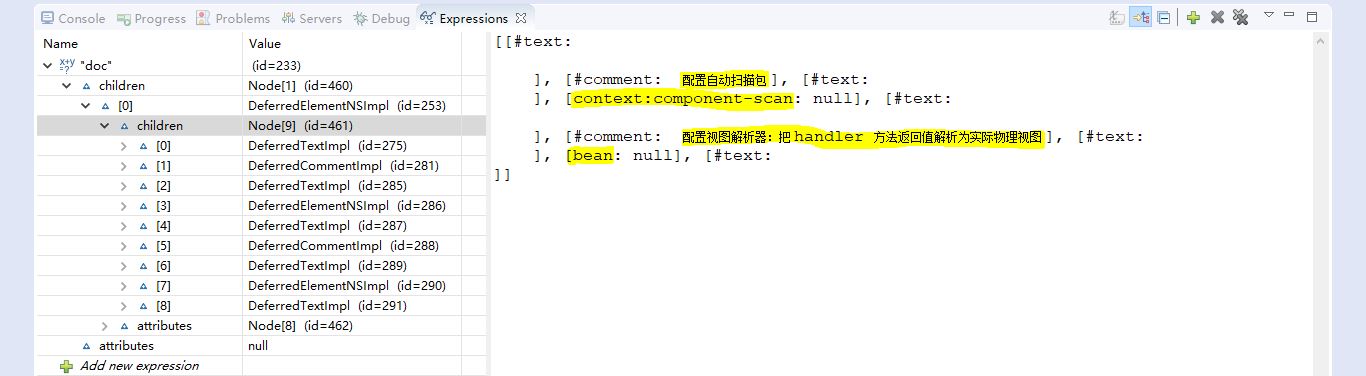 Console Progress Problems Servers Debug Expressions
Name Value
x+y =? "doc" (id=233)
children Node[1] (id=460)
[0] DeferredElementNSImpl (id=253)
children Node[9] (id=461)
[0] DeferredTextImpl (id=275)
[1] DeferredCommentImpl (id=281)
[2] DeferredTextImpl (id=285)
[3] DeferredElementNSImpl (id=286)
[4] DeferredTextImpl (id=287)
[5] DeferredCommentImpl (id=288)
[6] DeferredTextImpl (id=289)
[7] DeferredElementNSImpl (id=290)
[8] DeferredTextImpl (id=291)
attributes Node[8] (id=462)
attributes null
Add new expression
[[#text:
], [#comment: 配置自动扫描包], [#text:
], [context:component-scan: null], [#text:
], [#comment: 配置视图解析器：把 handler 方法返回值解析为实际物理视图], [#text:
], [bean: null], [#text:
]]